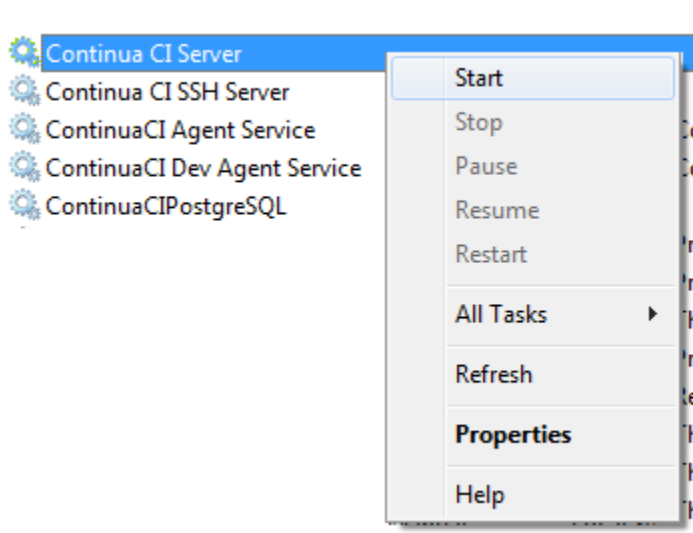 Continua CI Server
Continua CI SSH Server
ContinuaCI Agent Service
ContinuaCI Dev Agent Service
ContinuaCIPostgreSQL
Start
Stop
Pause
Resume
Restart
All Tasks
Refresh
Properties
Help